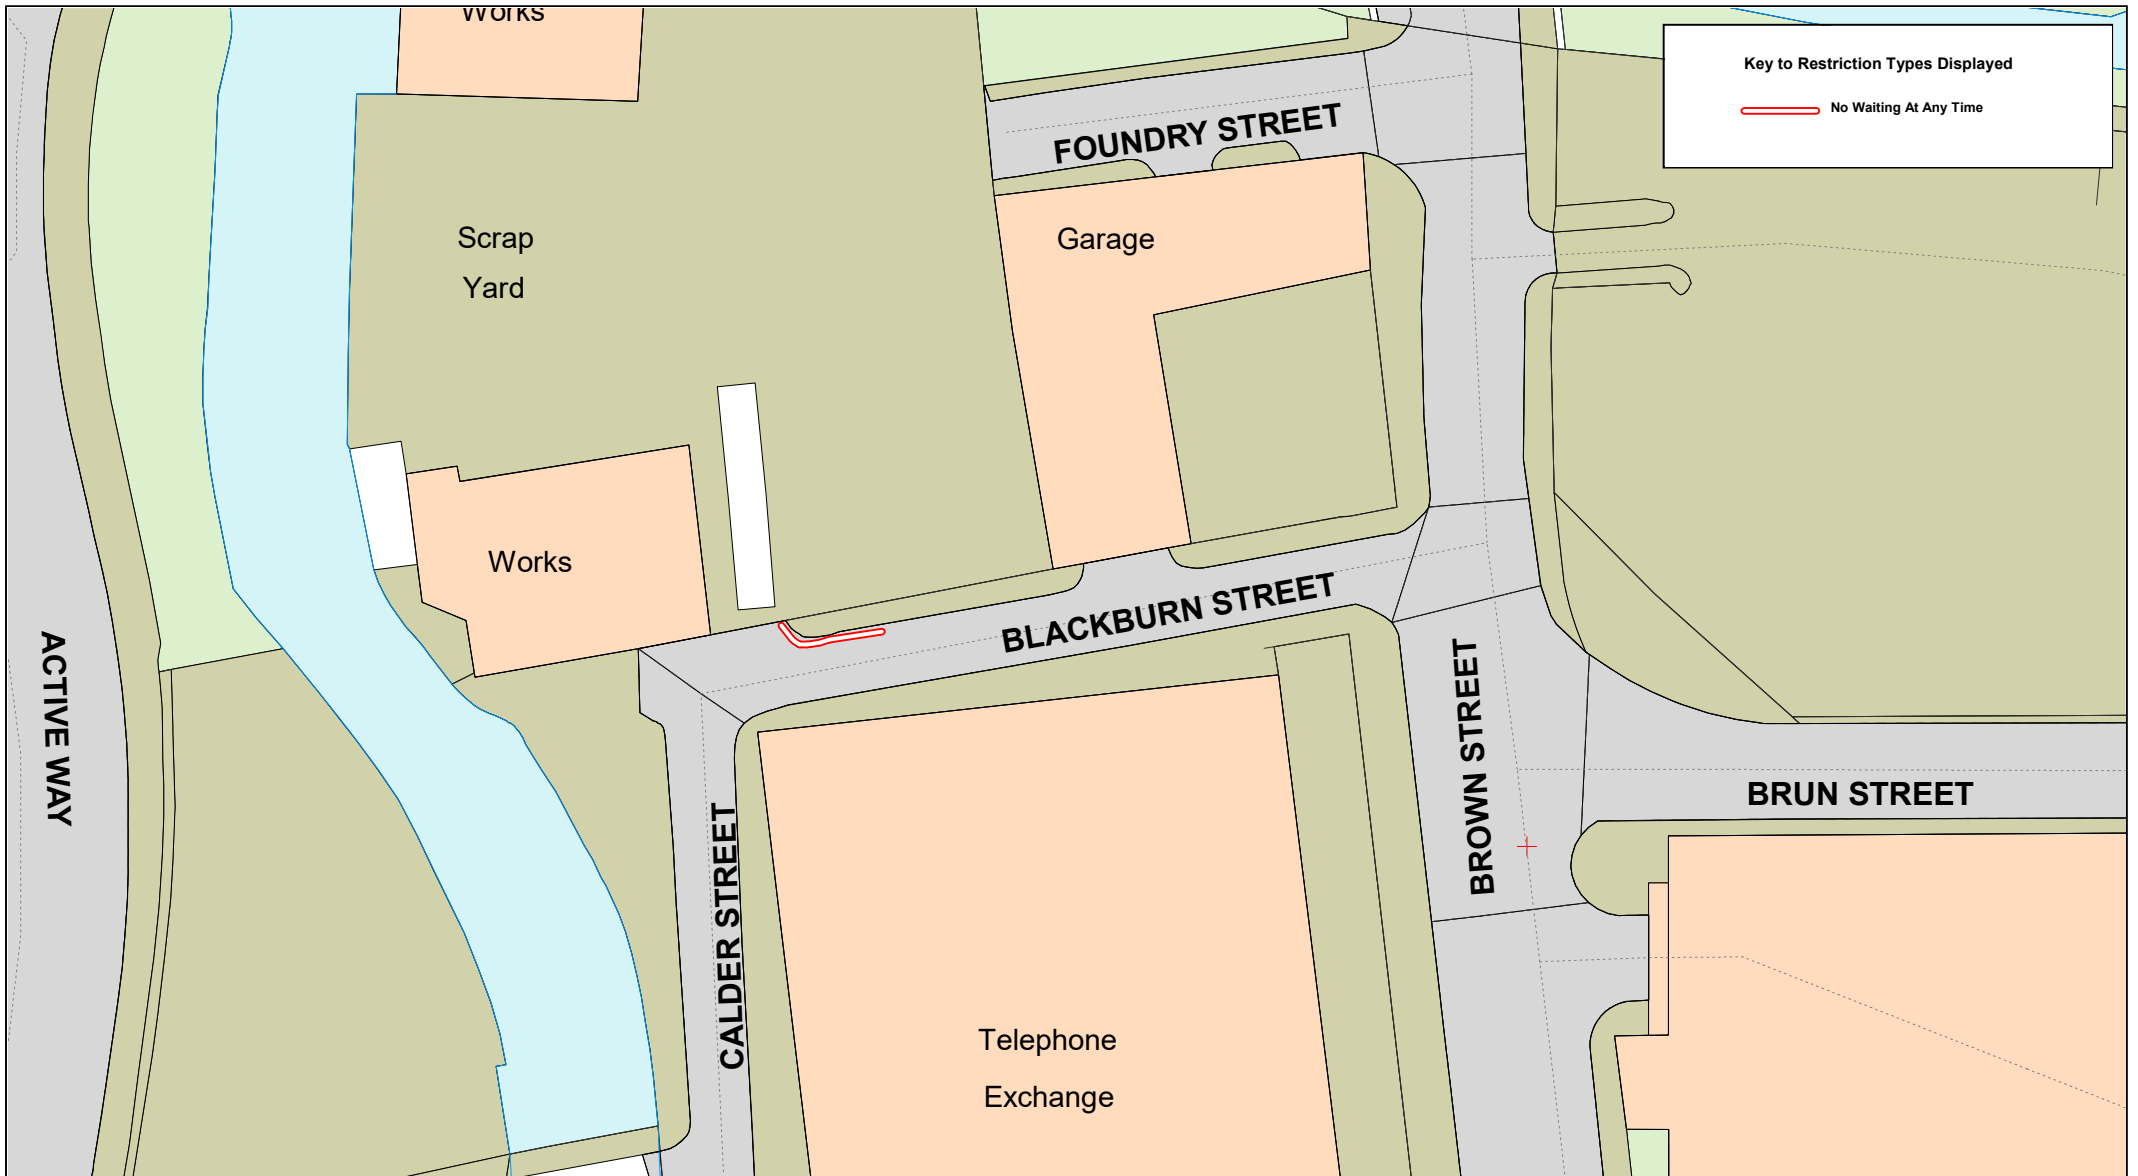 Works
Key to Restriction Types Displayed
No Waiting At Any Time
FOUNDRY STREET
Scrap
Yard
Garage
Works
BLACKBURN STREET
ACTIVE WAY
BROWN STREET
BRUN STREET
CALDER STREET
Telephone
Exchange